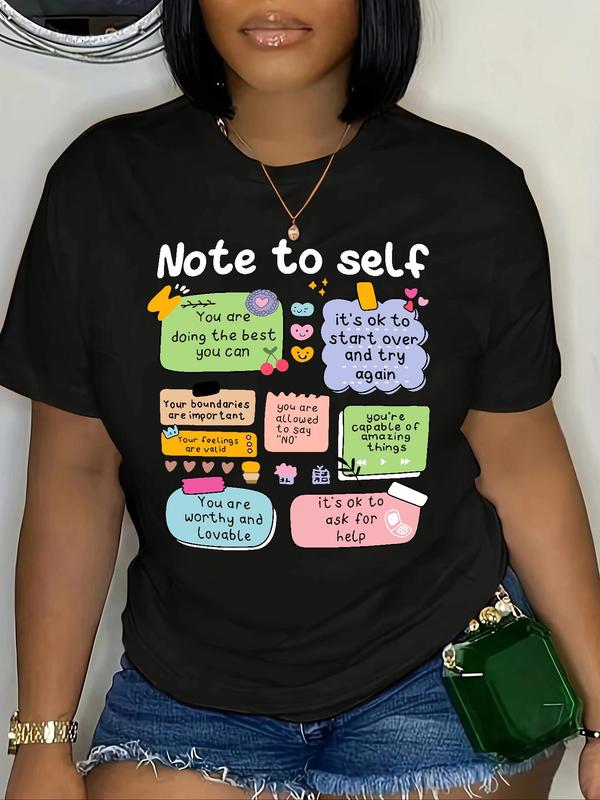 Note to self
You are
doing the best
you can
it's ok to
start over
and try
again
Your boundaries
are important
Your feelings
are valid
you are
allowed
to say
"NO"
you're
capable of
amazing
things
You are
worthy and
lovable
it's ok to
ask for
help